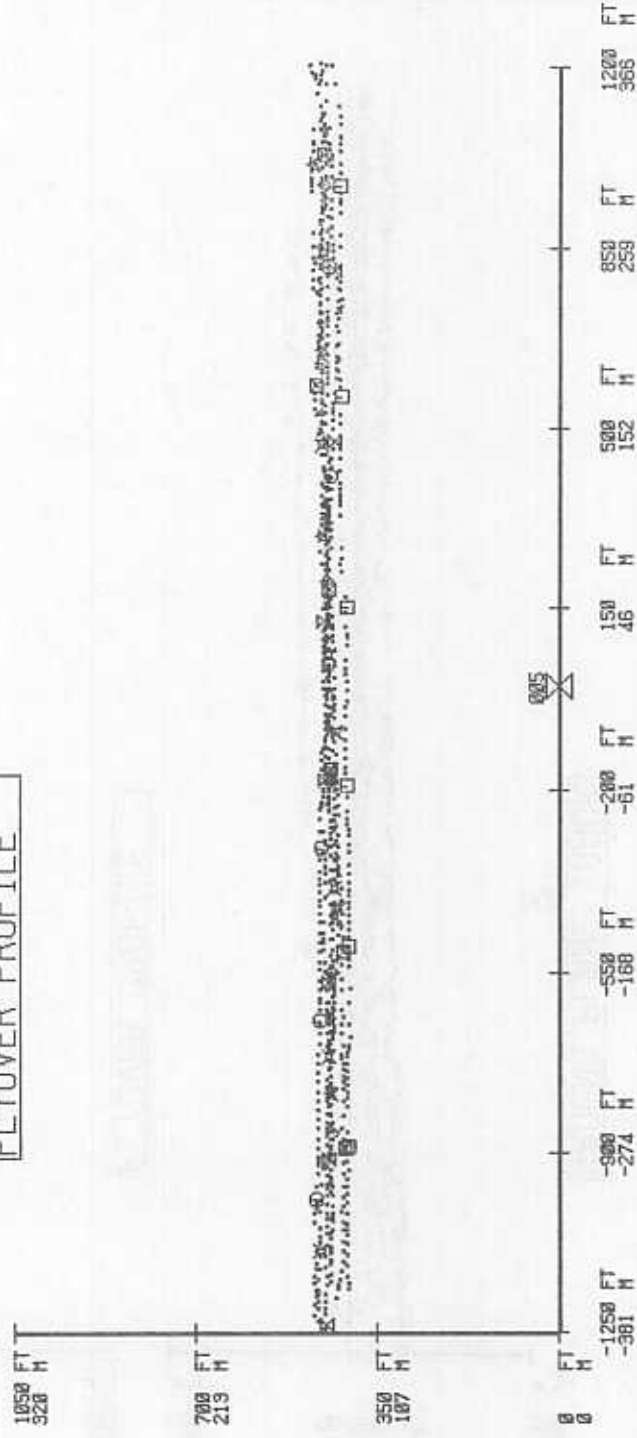 FLYOVER PROFILE
1050 FT
320 M
700 FT
213 M
350 FT
107 M
0 FT
0 M
005
-1250 FT
-381 M
-900 FT
-274 M
-550 FT
-168 M
-200 FT
-61 M
150 FT
46 M
500 FT
152 M
850 FT
259 M
1200 FT
366 M